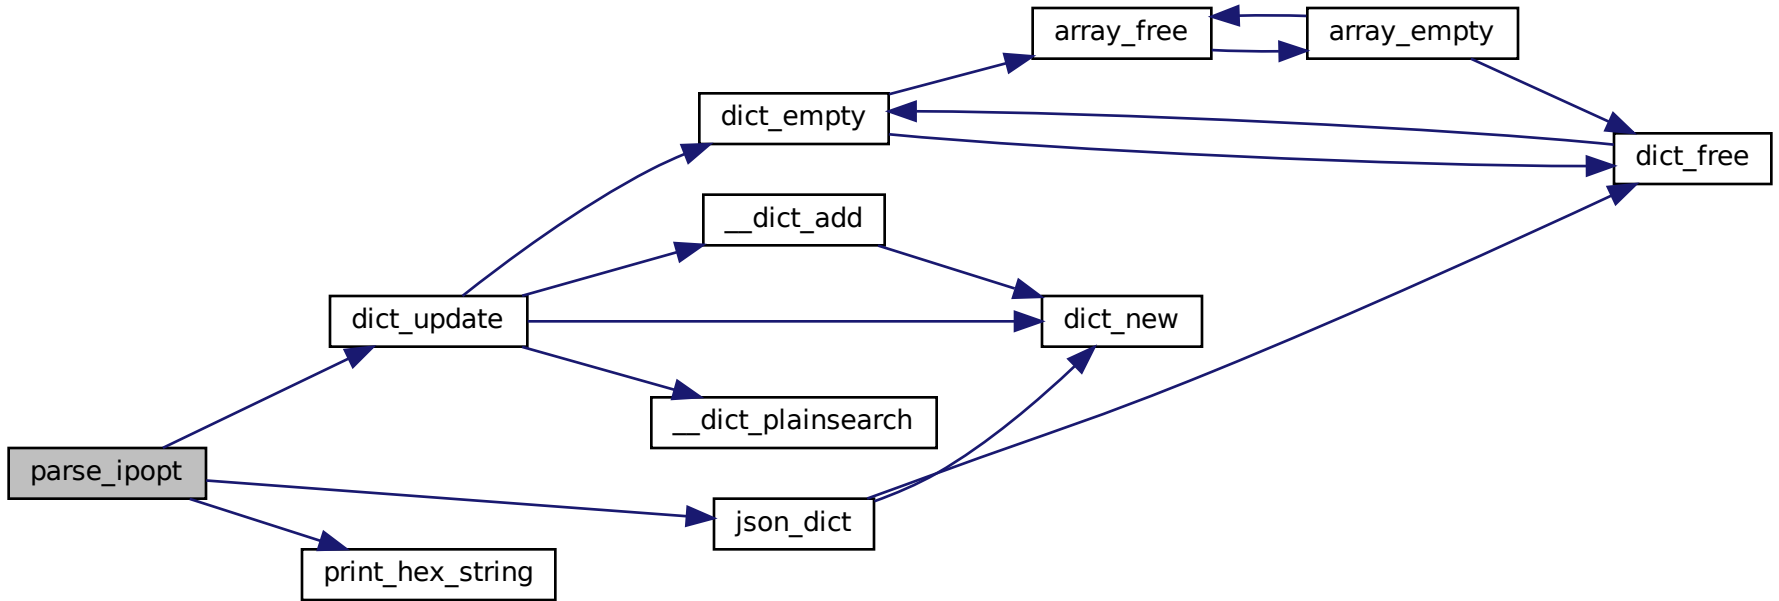 array_free
array_empty
dict_empty
dict_free
__dict_add
dict_update
dict_new
__dict_plainsearch
parse_ipopt
json_dict
print_hex_string